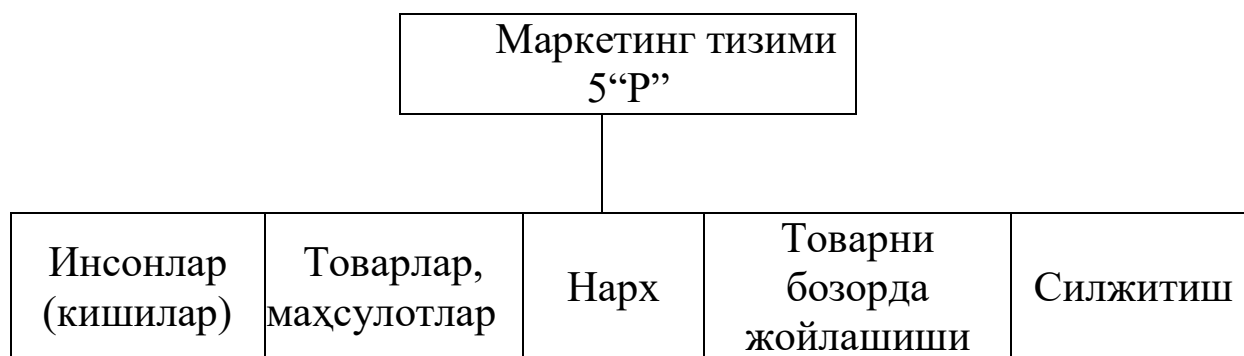 Маркетинг тизими
5“Р”
Инсонлар
(кишилар)
Товарлар,
маҳсулотлар
Нарх
Товарни
бозорда
жойлашиши
Силжитиш